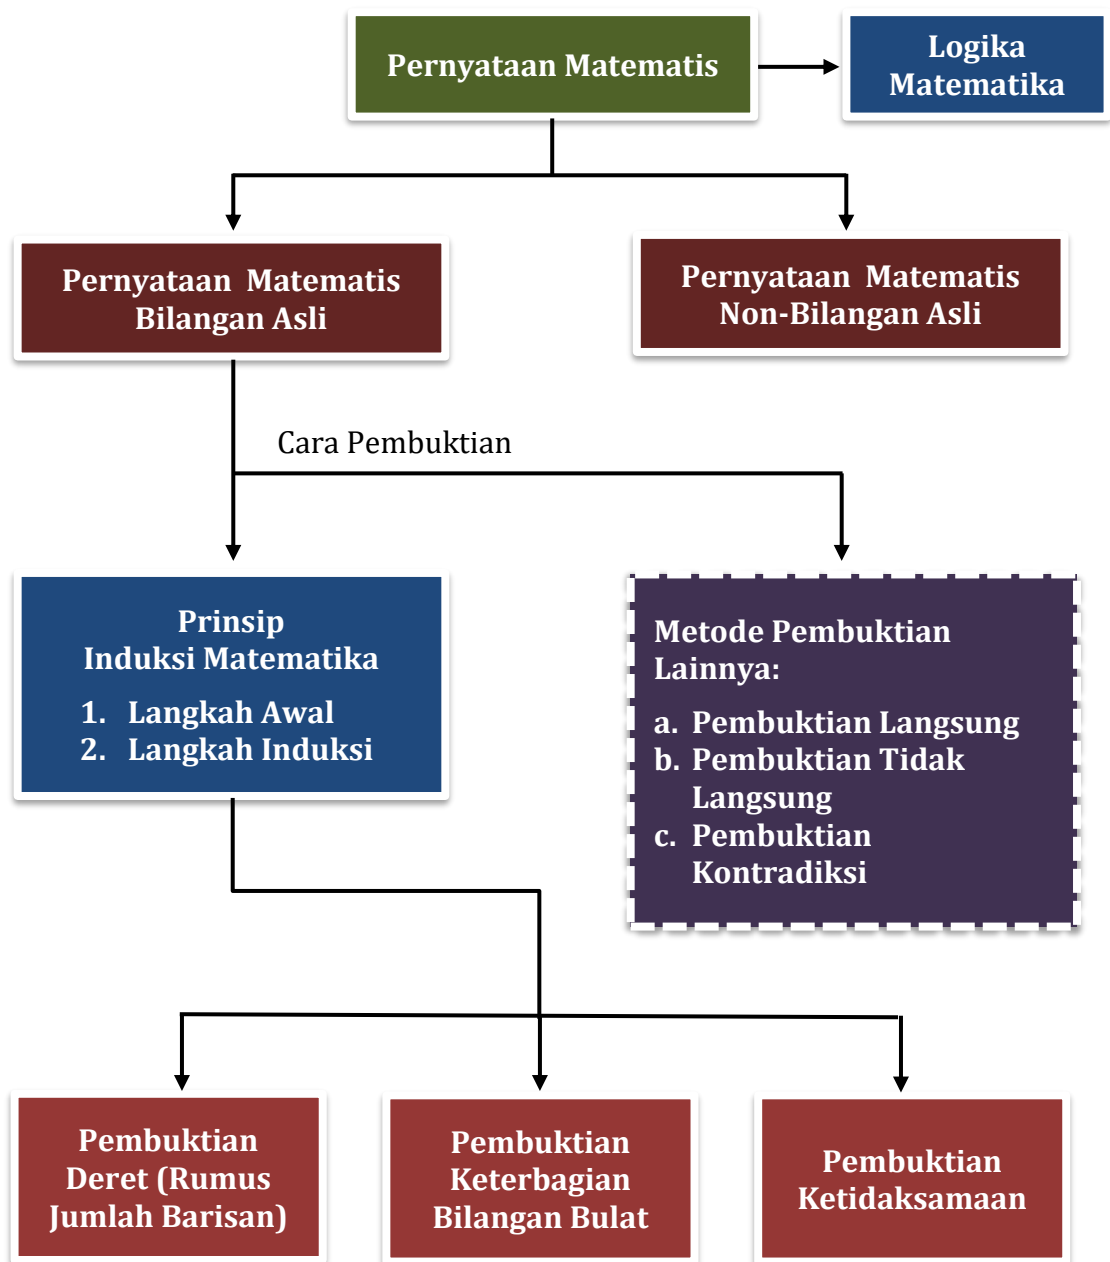 Pernyataan Matematis
Logika
Matematika
Pernyataan Matematis
Bilangan Asli
Pernyataan Matematis
Non-Bilangan Asli
Cara Pembuktian
Prinsip
Induksi Matematika
1. Langkah Awal
2. Langkah Induksi
Metode Pembuktian
Lainnya:
a. Pembuktian Langsung
b. Pembuktian Tidak
Langsung
c. Pembuktian
Kontradiksi
Pembuktian
Deret (Rumus
Jumlah Barisan)
Pembuktian
Keterbagian
Bilangan Bulat
Pembuktian
Ketidaksamaan